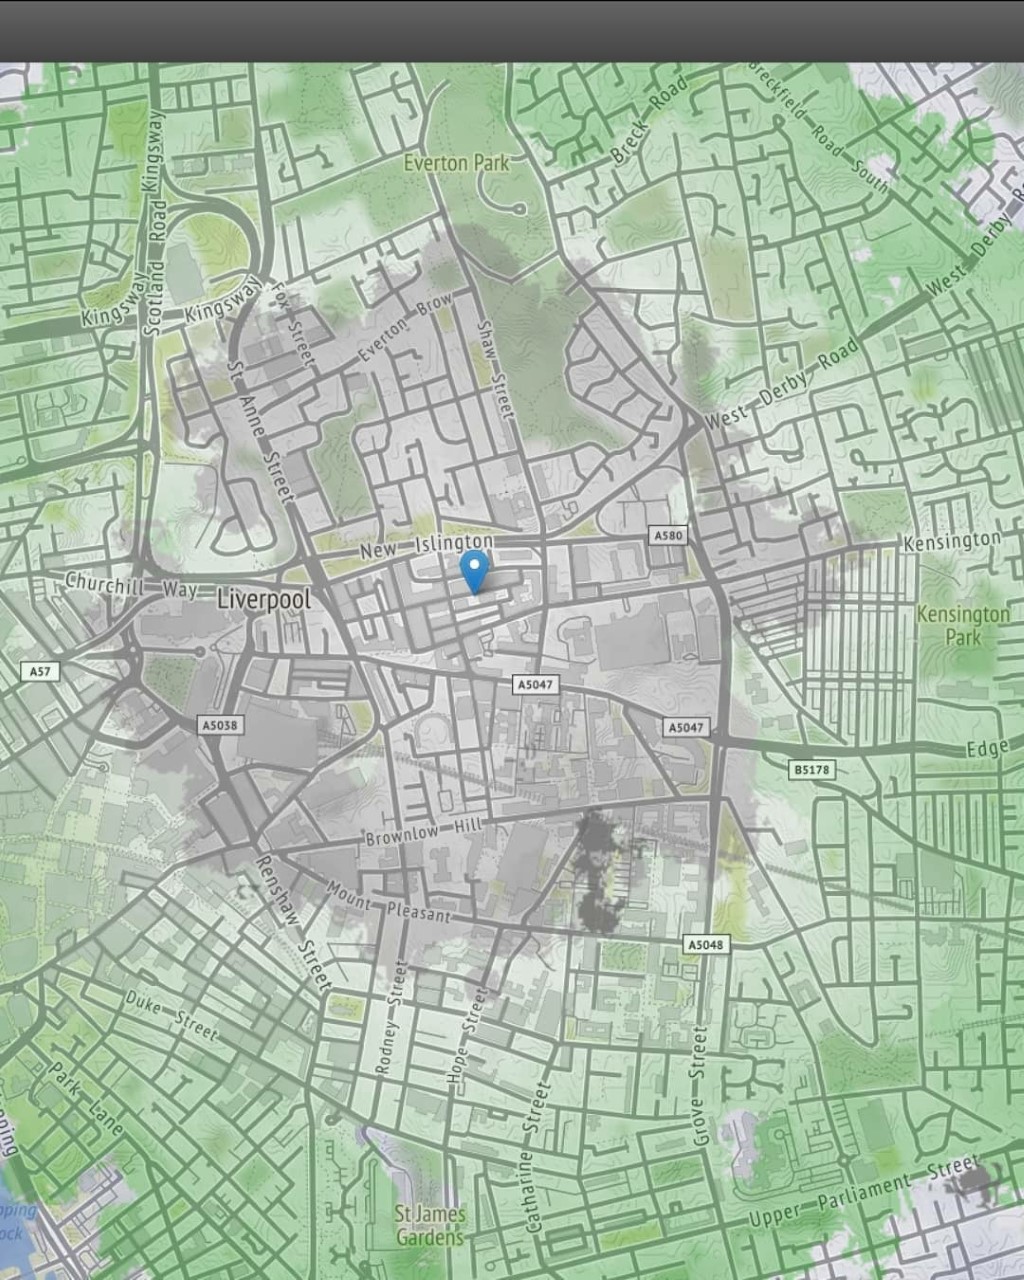 Everton Park
Breck Road
Breckfield Road South
West Derby R
Scotland Road Kingsway
Kingsway
Kingsway
Fox Street
Everton Brow
Shaw Street
St Anne Street
West Derby Road
New Islington
A580
Kensington
Churchill Way
Liverpool
Kensington
Park
A57
A5047
A5038
A5047
Edge
B5178
Brownlow Hill
Renshaw Street
Mount Pleasant
A5048
Duke Street
Rodney Street
Hope Street
Park Lane
Catharine Street
Grove Street
Upper Parliament Street
St James
Gardens
pping
pping
ock